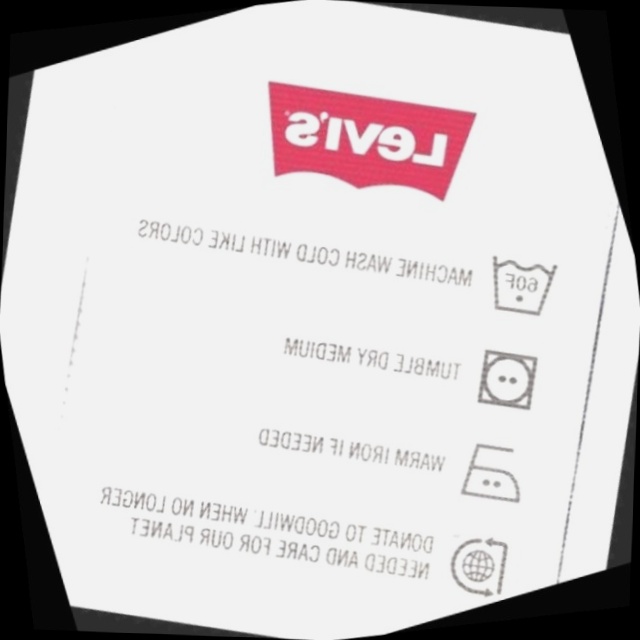 Levi's
MACHINE WASH COLD WITH LIKE COLORS
60F
TUMBLE DRY MEDIUM
WARM IRON IF NEEDED
DONATE TO GOODWILL WHEN NO LONGER
NEEDED AND CARE FOR OUR PLANET